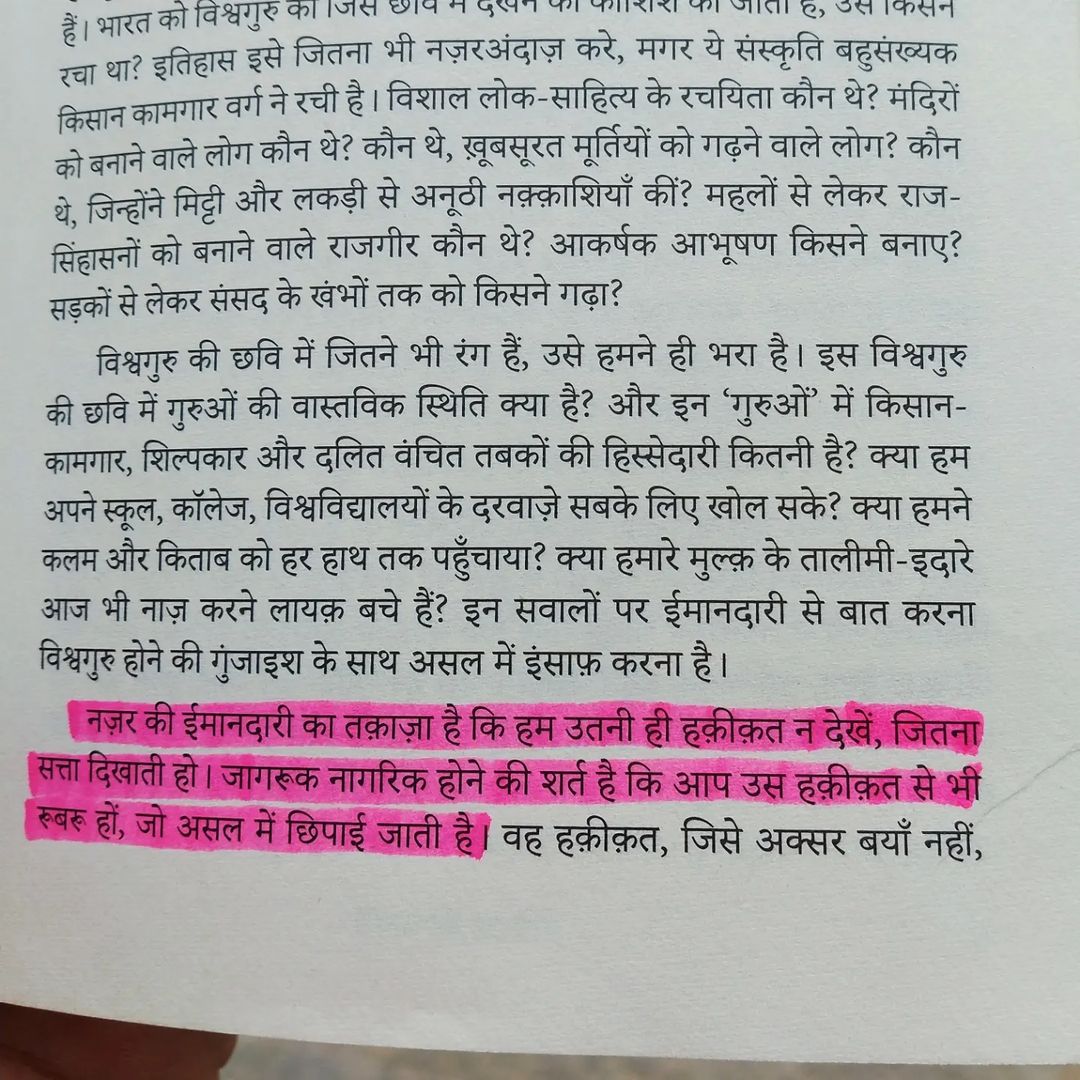 हैं। भारत को विश्वगुरु की जिस छवि में देखने की कोशिश की जाती है, उसे किसने
रचा था? इतिहास इसे जितना भी नज़रअंदाज़ करे, मगर ये संस्कृति बहुसंख्यक
किसान कामगार वर्ग ने रची है। विशाल लोक-साहित्य के रचयिता कौन थे? मंदिरों
को बनाने वाले लोग कौन थे? कौन थे, ख़ूबसूरत मूर्तियों को गढ़ने वाले लोग? कौन
थे, जिन्होंने मिट्टी और लकड़ी से अनूठी नक़्क़ाशियाँ कीं? महलों से लेकर राज-
सिंहासनों को बनाने वाले राजगीर कौन थे? आकर्षक आभूषण किसने बनाए?
सड़कों से लेकर संसद के खंभों तक को किसने गढ़ा?
विश्वगुरु की छवि में जितने भी रंग हैं, उसे हमने ही भरा है। इस विश्वगुरु
की छवि में गुरुओं की वास्तविक स्थिति क्या है? और इन ‘गुरुओं’ में किसान-
कामगार, शिल्पकार और दलित वंचित तबकों की हिस्सेदारी कितनी है? क्या हम
अपने स्कूल, कॉलेज, विश्वविद्यालयों के दरवाज़े सबके लिए खोल सके? क्या हमने
कलम और किताब को हर हाथ तक पहुँचाया? क्या हमारे मुल्क़ के तालीमी-इदारे
आज भी नाज़ करने लायक़ बचे हैं? इन सवालों पर ईमानदारी से बात करना
विश्वगुरु होने की गुंजाइश के साथ असल में इंसाफ़ करना है।
नज़र की ईमानदारी का तक़ाज़ा है कि हम उतनी ही हक़ीक़त न देखें, जितना
सत्ता दिखाती हो। जागरूक नागरिक होने की शर्त है कि आप उस हक़ीक़त से भी
रूबरू हों, जो असल में छिपाई जाती है। वह हक़ीक़त, जिसे अक्सर बयाँ नहीं,